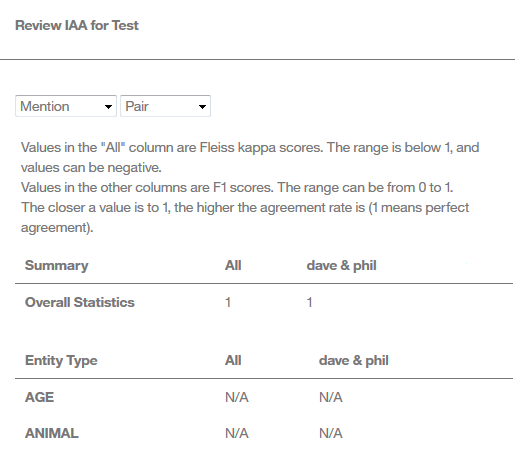 Review IAA for Test
Mention Pair
Values in the "All" column are Fleiss kappa scores. The range is below 1, and
values can be negative.
Values in the other columns are F1 scores. The range can be from 0 to 1.
The closer a value is to 1, the higher the agreement rate is (1 means perfect
agreement).
Summary All dave & phil
Overall Statistics 1 1
Entity Type All dave & phil
AGE N/A N/A
ANIMAL N/A N/A